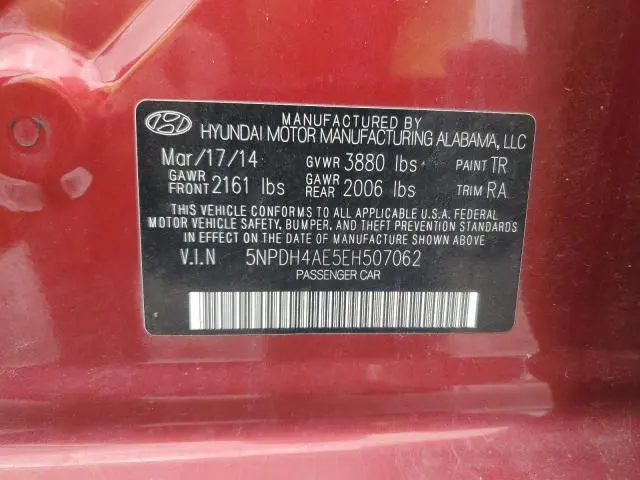 MANUFACTURED BY
HYUNDAI MOTOR MANUFACTURING ALABAMA, LLC
Mar/17/14 GVWR 3880 lbs PAINT TR
GAWR FRONT 2161 lbs GAWR REAR 2006 lbs TRIM RA
THIS VEHICLE CONFORMS TO ALL APPLICABLE U.S.A. FEDERAL
MOTOR VEHICLE SAFETY, BUMPER, AND THEFT PREVENTION STANDARDS
IN EFFECT ON THE DATE OF MANUFACTURE SHOWN ABOVE
V.I.N 5NPDH4AE5EH507062
PASSENGER CAR